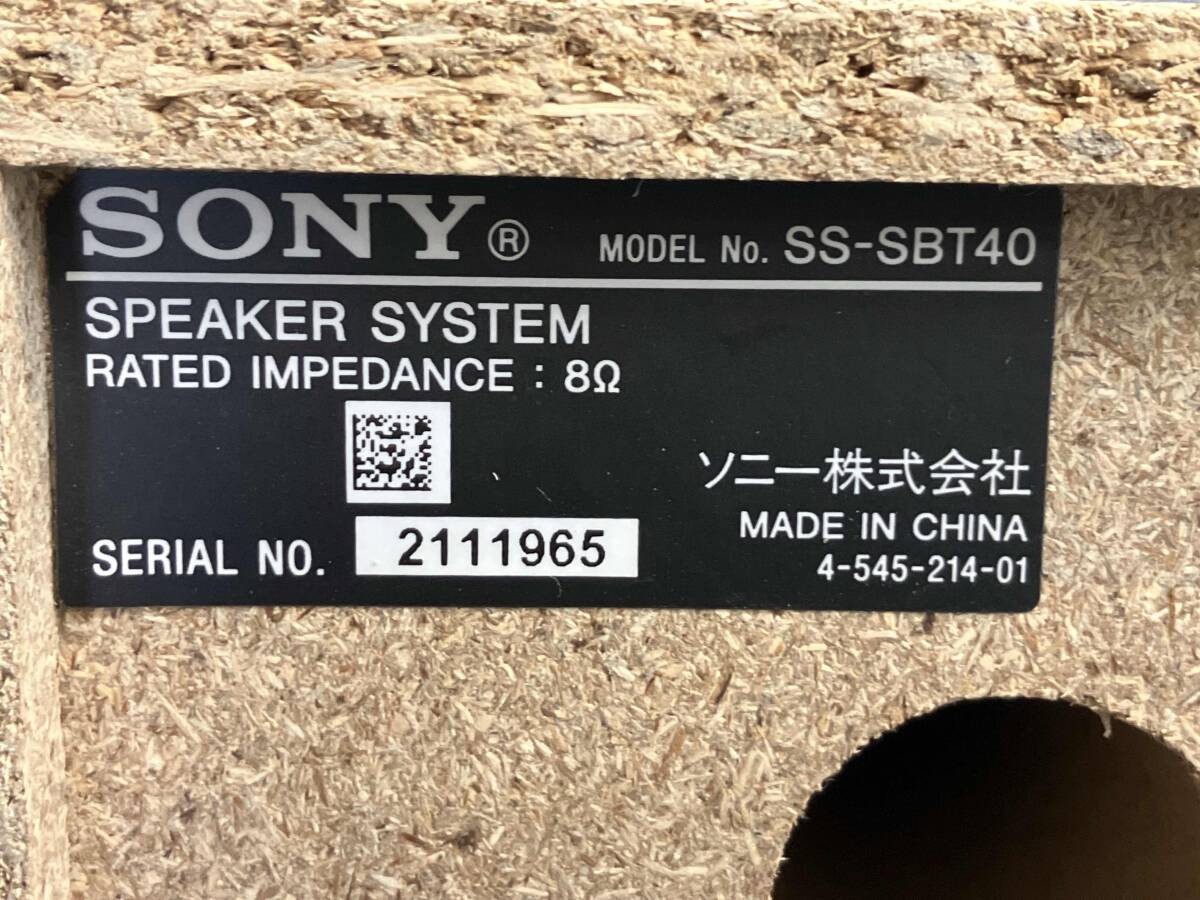 SONY® MODEL No. SS-SBT40
SPEAKER SYSTEM
RATED IMPEDANCE : 8Ω
ソニー株式会社
MADE IN CHINA
SERIAL NO. 2111965
4-545-214-01